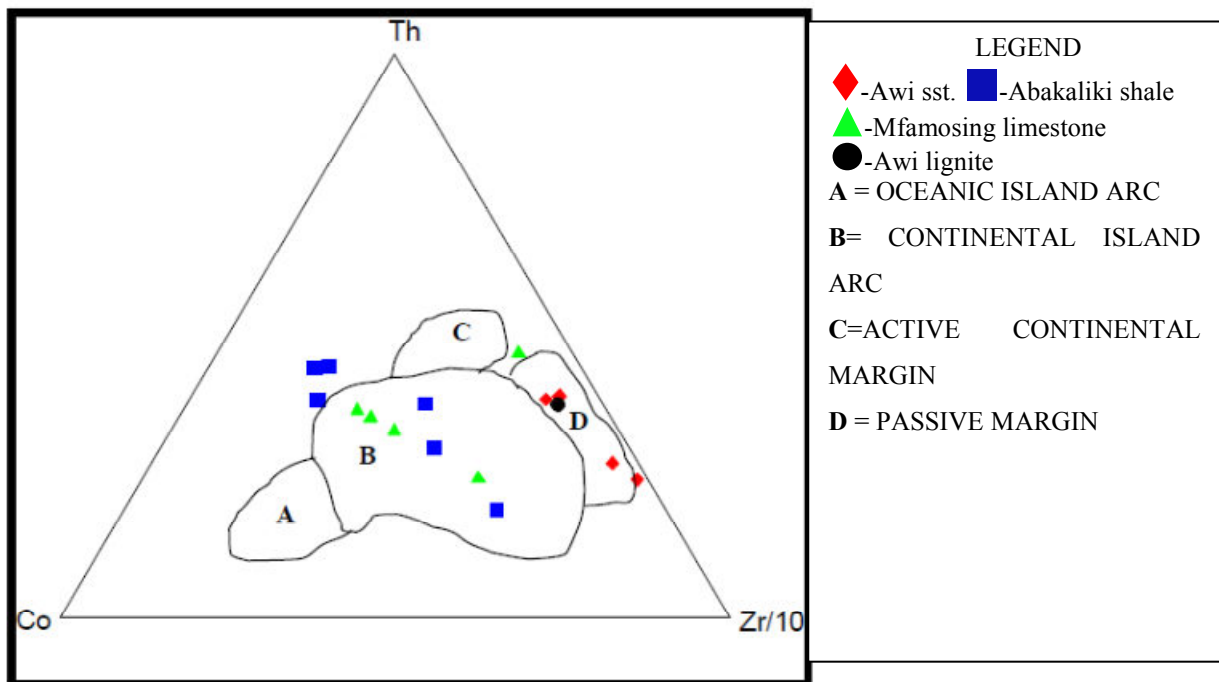 Th
C
D
B
A
Co
Zr/10
LEGEND
-Awi sst. -Abakaliki shale
-Mfamosing limestone
-Awi lignite
A = OCEANIC ISLAND ARC
B= CONTINENTAL ISLAND
ARC
C=ACTIVE CONTINENTAL
MARGIN
D = PASSIVE MARGIN